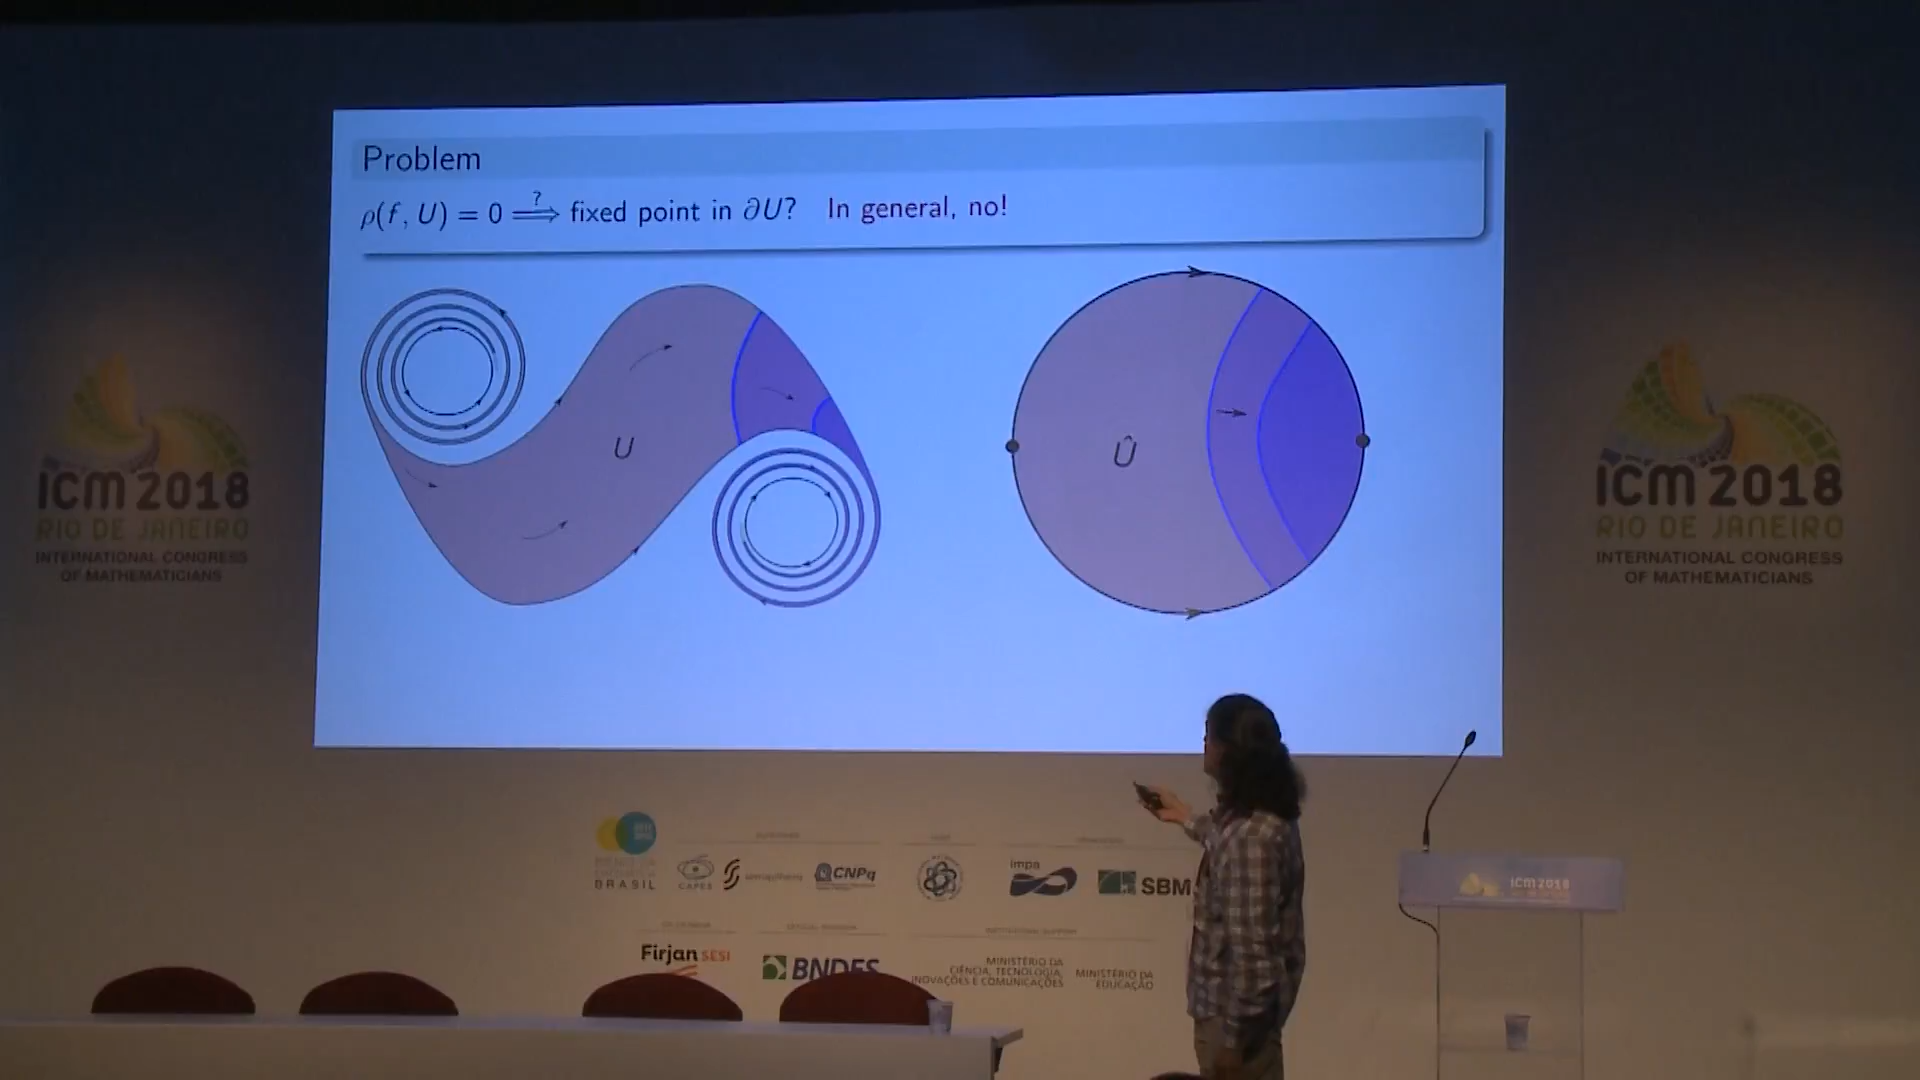 Problem
ρ(f, U) = 0 ⟹? fixed point in ∂U? In general, no!
U
Û
ICM 2018
RIO DE JANEIRO
INTERNATIONAL CONGRESS
OF MATHEMATICIANS
ICM 2018
RIO DE JANEIRO
INTERNATIONAL CONGRESS
OF MATHEMATICIANS
BRASIL
CAPES
CNPq
impa
SBM
ICM 2018
Firjan SESI
BNDES
MINISTÉRIO DA
CIÊNCIA, TECNOLOGIA,
INOVAÇÕES E COMUNICAÇÕES
MINISTÉRIO DA
EDUCAÇÃO